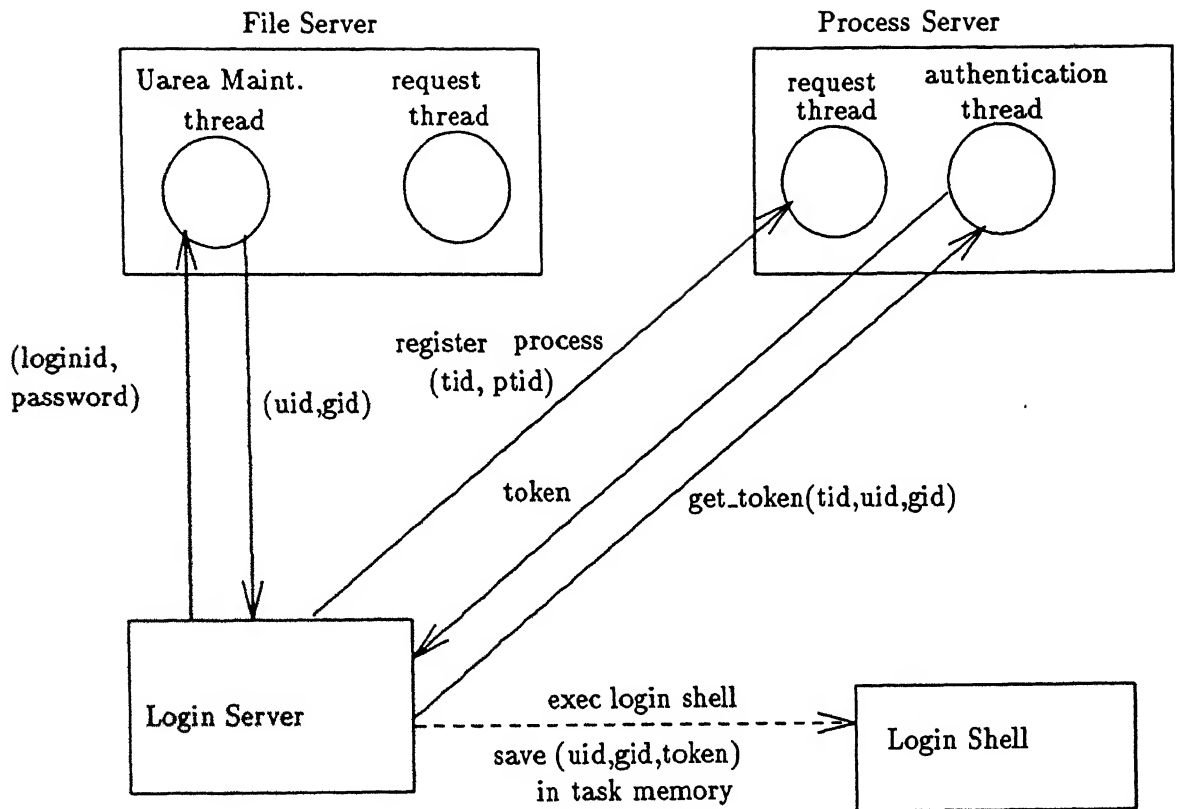 File Server
Process Server
Uarea Maint.
thread
request
thread
request
thread
authentication
thread
(loginid,
password)
(uid,gid)
register process
(tid, ptid)
token
get_token(tid,uid,gid)
Login Server
exec login shell
save (uid,gid,token)
in task memory
Login Shell